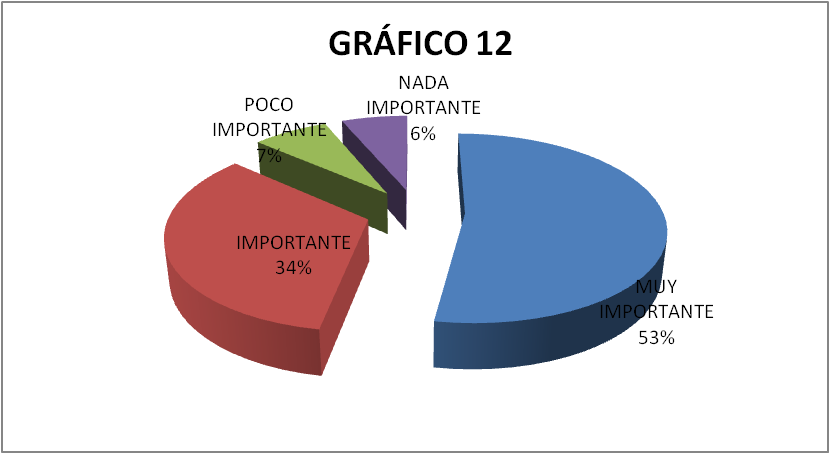 GRÁFICO 12
NADA
IMPORTANTE
6%
POCO
IMPORTANTE
7%
IMPORTANTE
34%
MUY
IMPORTANTE
53%